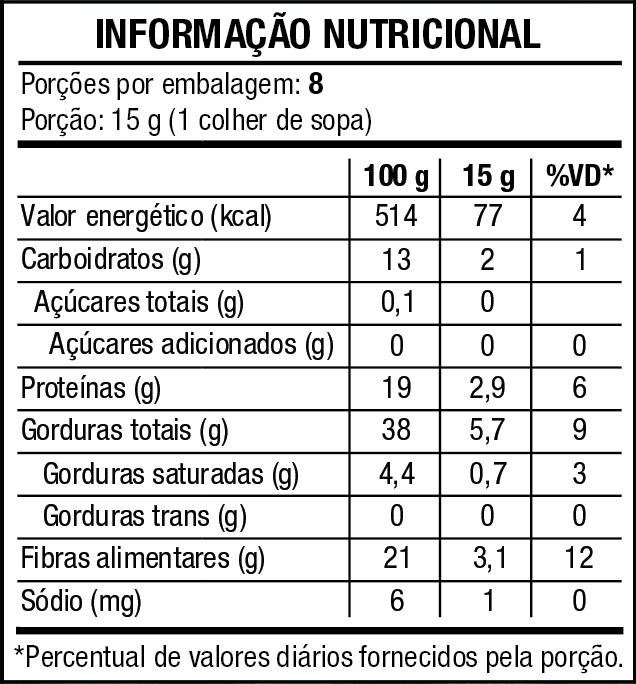 INFORMAÇÃO NUTRICIONAL
Porções por embalagem: 8
Porção: 15 g (1 colher de sopa)
100 g 15 g %VD*
Valor energético (kcal) 514 77 4
Carboidratos (g) 13 2 1
Açúcares totais (g) 0,1 0
Açúcares adicionados (g) 0 0 0
Proteínas (g) 19 2,9 6
Gorduras totais (g) 38 5,7 9
Gorduras saturadas (g) 4,4 0,7 3
Gorduras trans (g) 0 0 0
Fibras alimentares (g) 21 3,1 12
Sódio (mg) 6 1 0
*Percentual de valores diários fornecidos pela porção.